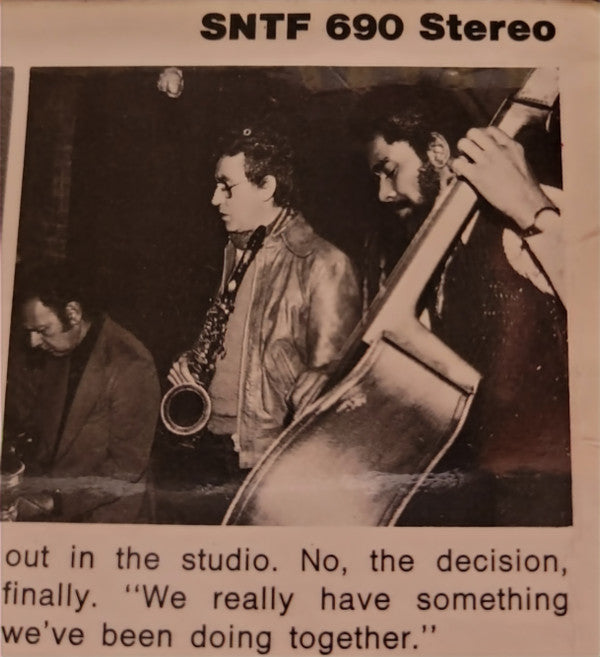 SNTF 690 Stereo
out in the studio. No, the decision,
finally. “We really have something
we’ve been doing together.”